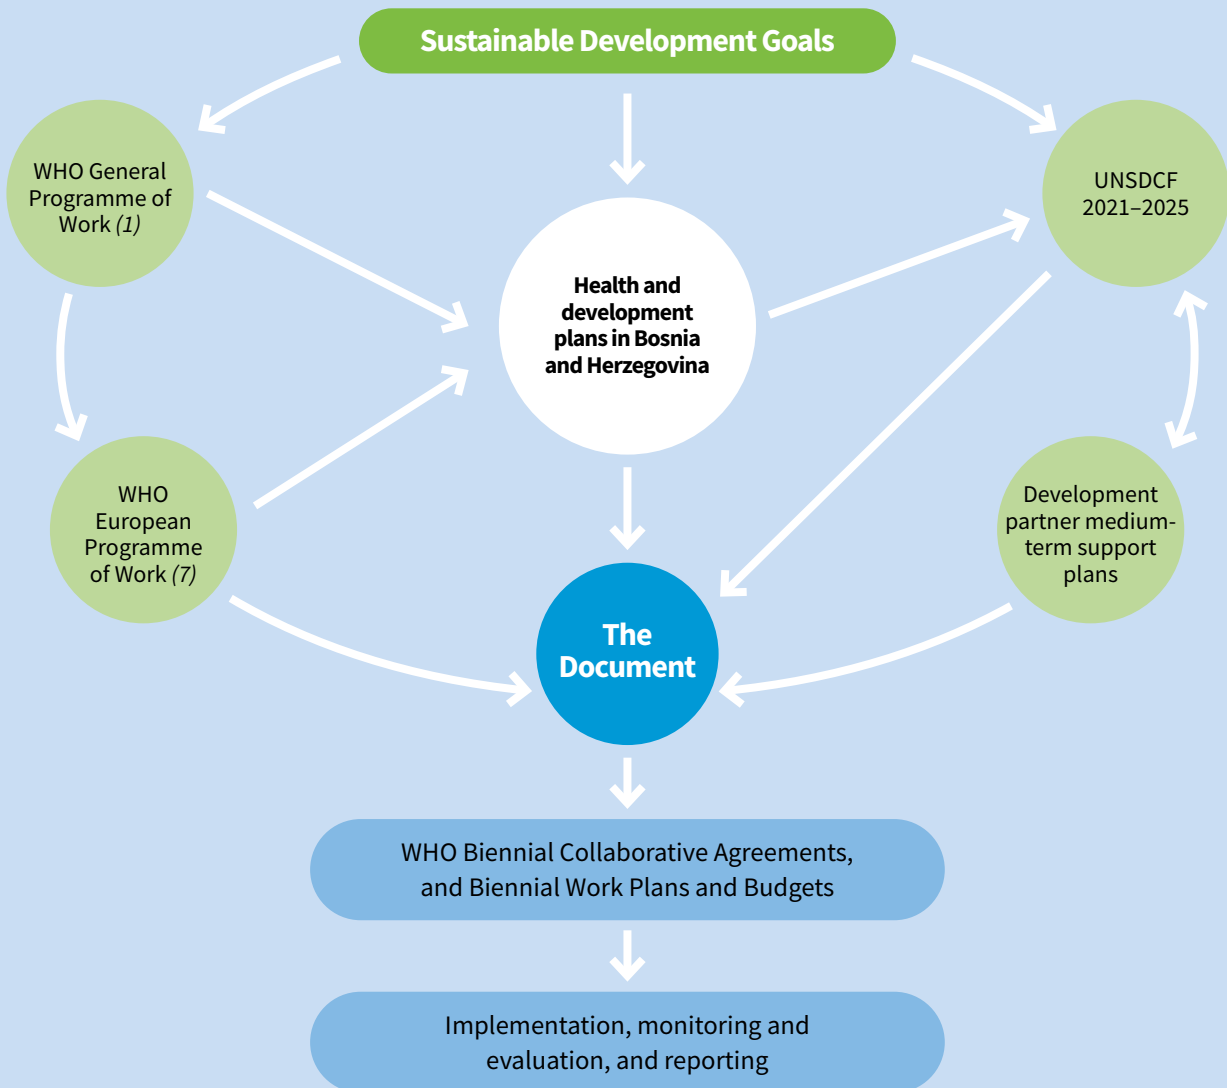 Sustainable Development Goals
WHO General
Programme of
Work (1)
UNSDCF
2021–2025
Health and
development
plans in Bosnia
and Herzegovina
WHO
European
Programme
of Work (7)
Development
partner medium-
term support
plans
The
Document
WHO Biennial Collaborative Agreements,
and Biennial Work Plans and Budgets
Implementation, monitoring and
evaluation, and reporting